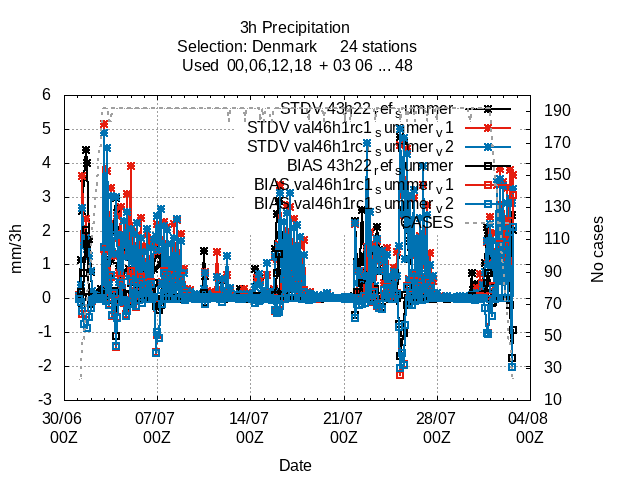 3h Precipitation
Selection: Denmark 24 stations
Used 00,06,12,18 + 03 06 ... 48
STDV 43h22_ref_summer
STDV val46h1rc1_summer_v1
STDV val46h1rc1_summer_v2
BIAS 43h22_ref_summer
BIAS val46h1rc1_summer_v1
BIAS val46h1rc1_summer_v2
CASES
6
5
4
3
2
1
0
-1
-2
-3
mm/3h
190
170
150
130
110
90
70
50
30
10
No cases
30/06 07/07 14/07 21/07 28/07 04/08
00Z 00Z 00Z 00Z 00Z 00Z
Date